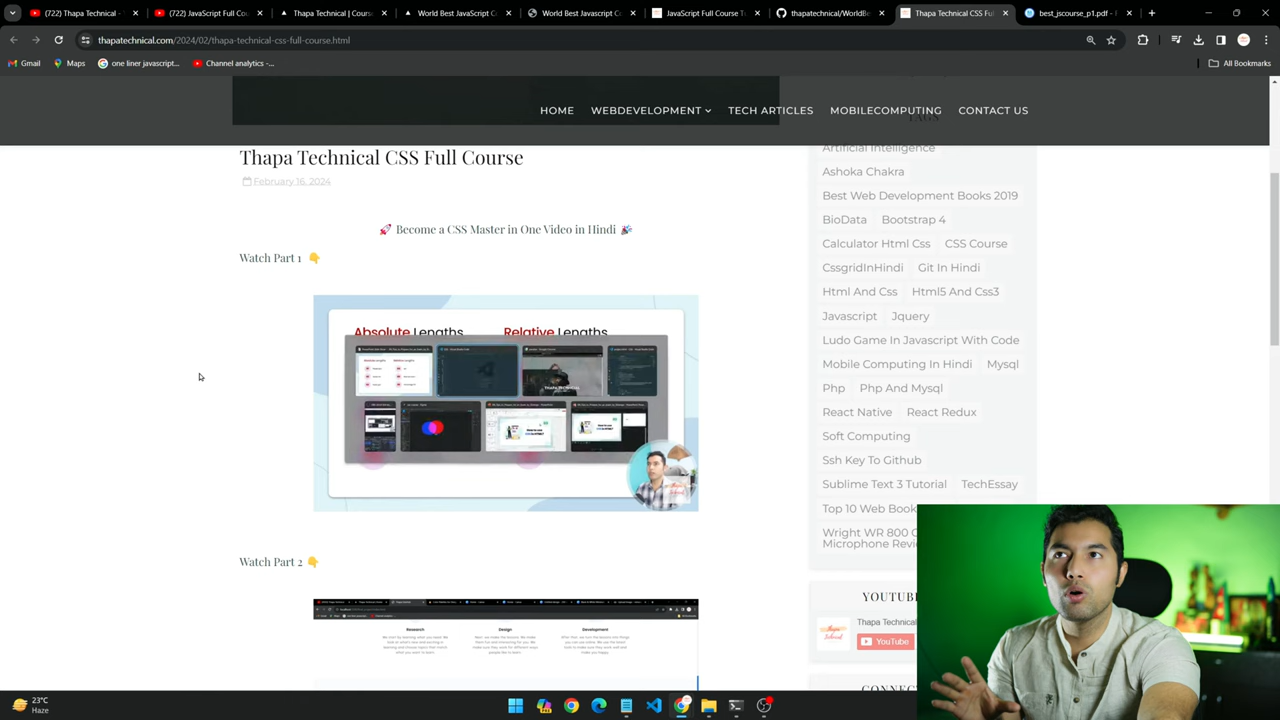 (722) Thapa Technical -
(722) JavaScript Full Cou
Thapa Technical | Course
World Best JavaScript C
World Best Javascript C
JavaScript Full Course T
thapatechnical/WorldBe
Thapa Technical CSS Ful
best_jscourse_p1.pdf -
thapatechnical.com/2024/02/thapa-technical-css-full-course.html
Gmail
Maps
one liner javascript...
Channel analytics -...
All Bookmarks
HOME
WEBDEVELOPMENT
TECH ARTICLES
MOBILECOMPUTING
CONTACT US
Thapa Technical CSS Full Course
February 16, 2024
🚀 Become a CSS Master in One Video in Hindi 🎉
Watch Part 1 👇
Absolute Lengths
Relative Lengths
Watch Part 2 👇
Research
Design
Development
Artificial Intelligence
Ashoka Chakra
Best Web Development Books 2019
BioData
Bootstrap 4
Calculator Html Css
CSS Course
CssgridInHindi
Git In Hindi
Html And Css
Html5 And Css3
Javascript
Jquery
Game In Javascript With Code
Mobile Computing In Hindi
Mysql
Php
Php And Mysql
React Native
React Redux
Soft Computing
Ssh Key To Github
Sublime Text 3 Tutorial
TechEssay
Top 10 Web Book
Wright WR 800
Microphone Revi
YOUTUB
Thapa Technical
YouTube
CONNEC
23°C
Haze